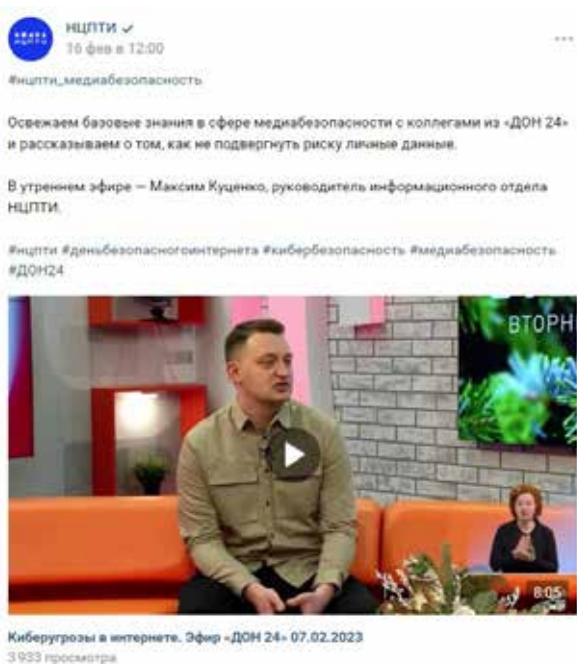 НЦПТИ
16 фев в 12:00
#нцпти_медиабезопасность
Освежаем базовые знания в сфере медиабезопасности с коллегами из «ДОН 24»
и рассказываем о том, как не подвергнуть риску личные данные.
В утреннем эфире — Максим Куценко, руководитель информационного отдела
НЦПТИ.
#нцпти #деньбезопасногоинтернета #кибербезопасность #медиабезопасность
#ДОН24
ВТОРН
8:05
Киберугрозы в интернете. Эфир «ДОН 24» 07.02.2023
3 933 просмотра